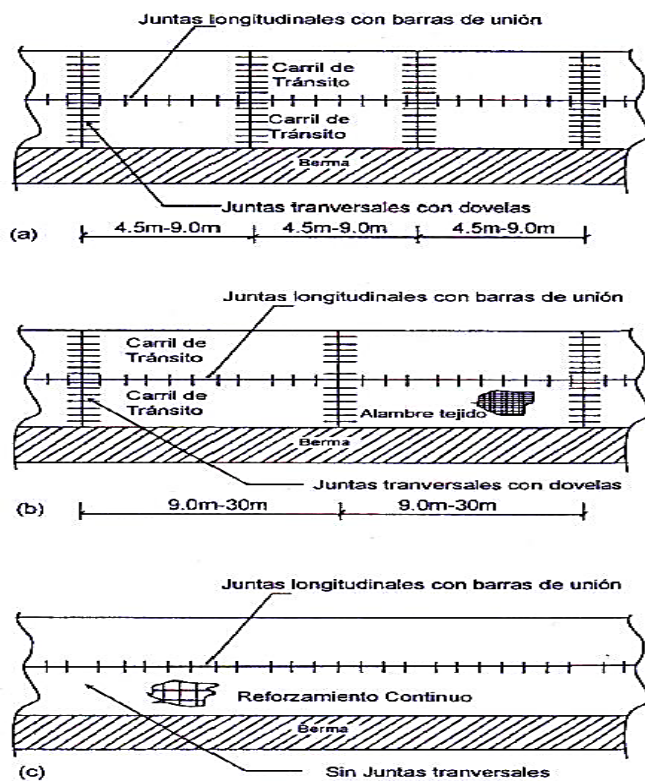 Juntas longitudinales con barras de unión
Carril de
Tránsito
Carril de
Tránsito
Berma
Juntas tranversales con dovelas
(a)
4.5m-9.0m
4.5m-9.0m
4.5m-9.0m
Juntas longitudinales con barras de unión
Carril de
Tránsito
Carril de
Tránsito
Alambre tejido
Berma
Juntas tranversales con dovelas
(b)
9.0m-30m
9.0m-30m
Juntas longitudinales con barras de unión
Reforzamiento Continuo
Berma
(c)
Sin Juntas tranversales